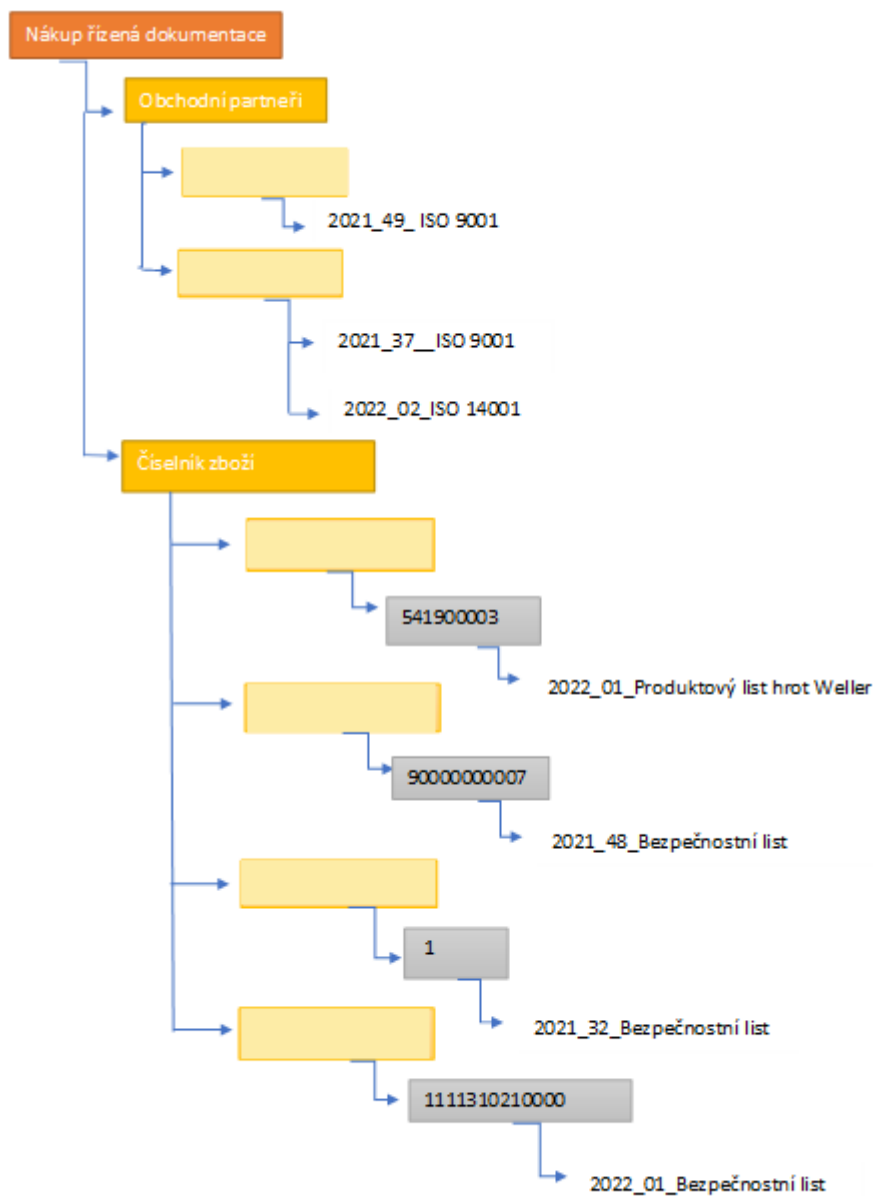 Nákup řízená dokumentace
Obchodní partneři
2021_49_ ISO 9001
2021_37__ISO 9001
2022_02_ISO 14001
Číselník zboží
541900003
2022_01_Produktový list hrot Weller
90000000007
2021_48_Bezpečnostní list
1
2021_32_Bezpečnostní list
1111310210000
2022_01_Bezpečnostní list